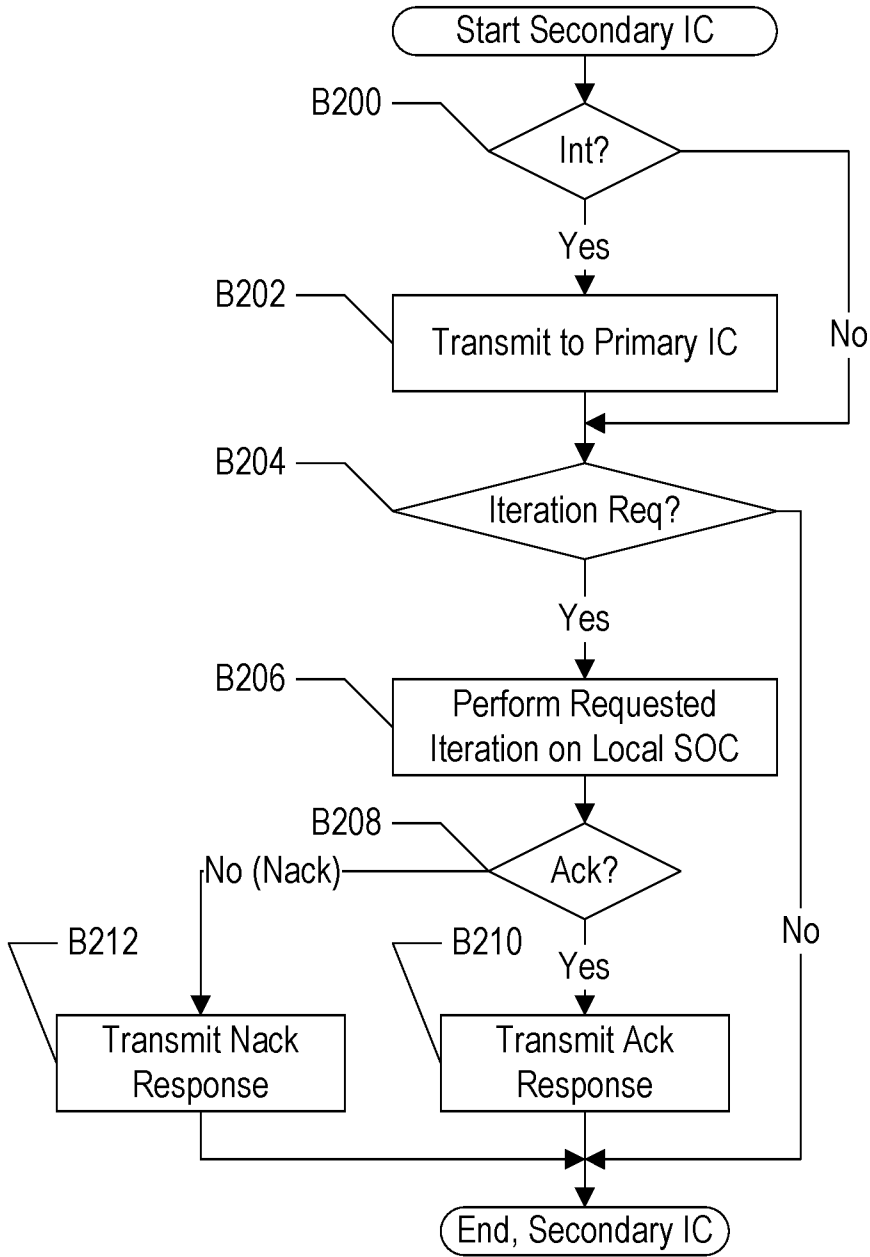 Start Secondary IC
B200
Int?
Yes
B202
Transmit to Primary IC
No
B204
Iteration Req?
Yes
B206
Perform Requested
Iteration on Local SOC
B208
No (Nack)
Ack?
B212
B210
Yes
No
Transmit Nack
Response
Transmit Ack
Response
End, Secondary IC